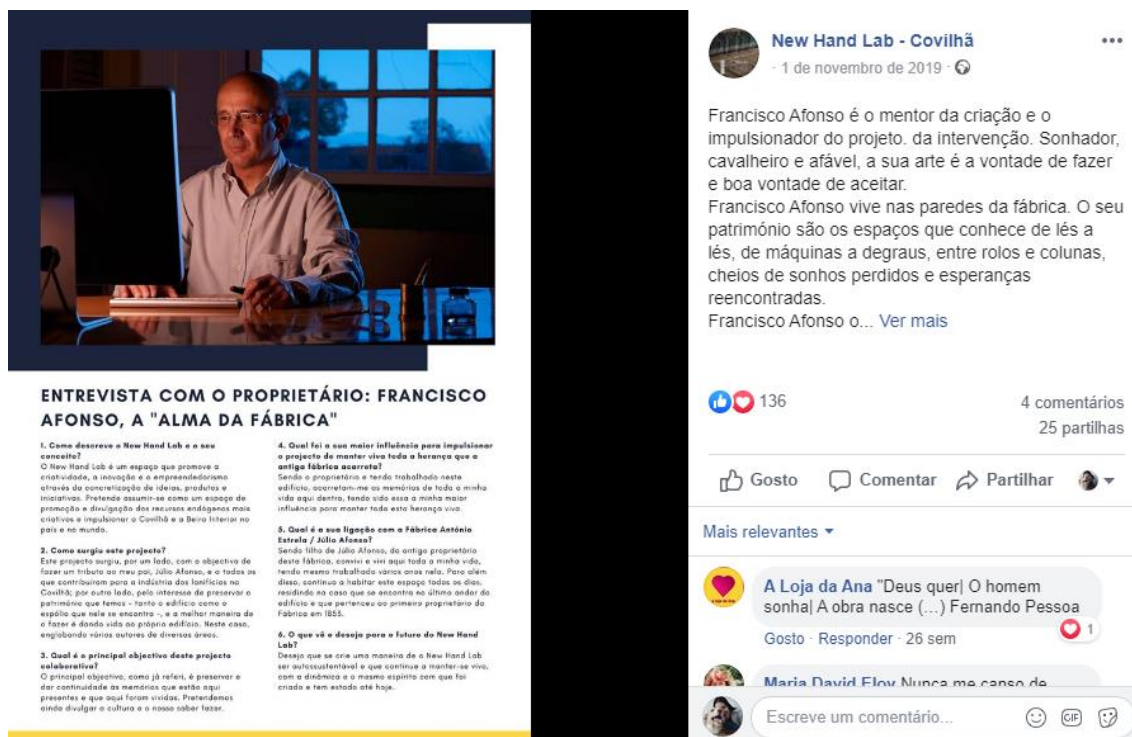 ENTREVISTA COM O PROPRIETÁRIO: FRANCISCO
AFONSO, A "ALMA DA FÁBRICA"
1. Como descreve o New Hand Lab e o seu
conceito?
O New Hand Lab é um espaço que promove a
criatividade, a inovação e o empreendedorismo
através da concretização de ideias, produtos e
iniciativas. Pretende assumir-se como um espaço de
promoção e divulgação dos recursos endógenos mais
criativos e impulsionar a Covilhã e a Beira Interior no
país e no mundo.
2. Como surgiu este projecto?
Este projecto surgiu, por um lado, com o objectivo de
fazer um tributo ao meu pai, Júlio Afonso, e a todos os
que contribuíram para a indústria dos lanifícios na
Covilhã; por outro lado, pelo interesse de preservar o
património que temos - tanto o edifício como o
espólio que nele se encontra -, e a melhor maneira de
o fazer é dando vida ao próprio edifício. Neste caso,
englobando vários autores de diversas áreas.
3. Qual é o principal objectivo deste projecto
colaborativo?
O principal objectivo, como já referi, é preservar e
dar continuidade às memórias que estão aqui
presentes e que aqui foram vividas. Pretendemos
ainda divulgar a cultura e o nosso saber fazer.
4. Qual foi a sua maior influência para impulsionar
o projecto de manter viva toda a herança que a
antiga fábrica acarreta?
Sendo o proprietário e tendo trabalhado neste
edifício, acarretam-me as memórias de toda a minha
vida aqui dentro, tendo sido essa a minha maior
influência para manter toda esta herança viva.
5. Qual é a sua ligação com a Fábrica António
Estrela / Júlio Afonso?
Sendo filho de Júlio Afonso, do antigo proprietário
desta fábrica, convivi e vivi aqui toda a minha vida,
tendo mesmo trabalhado vários anos nela. Para além
disso, continuo a habitar este espaço todos os dias,
residindo na casa que se encontra no último andar do
edifício e que pertenceu ao primeiro proprietário da
Fábrica em 1853.
6. O que vê e deseja para o futuro do New Hand
Lab?
Desejo que se crie uma maneira de o New Hand Lab
ser autossustentável e que continue a manter-se vivo,
com a dinâmica e o mesmo espírito com que foi
criado e tem estado até hoje.
New Hand Lab - Covilhã
· 1 de novembro de 2019 ·
Francisco Afonso é o mentor da criação e o
impulsionador do projeto. da intervenção. Sonhador,
cavalheiro e afável, a sua arte é a vontade de fazer
e boa vontade de aceitar.
Francisco Afonso vive nas paredes da fábrica. O seu
património são os espaços que conhece de lés a
lés, de máquinas a degraus, entre rolos e colunas,
cheios de sonhos perdidos e esperanças
reencontradas.
Francisco Afonso o... Ver mais
136
4 comentários
25 partilhas
Gosto Comentar Partilhar
Mais relevantes
A Loja da Ana "Deus quer| O homem
sonha| A obra nasce (...) Fernando Pessoa
1
Gosto · Responder · 26 sem
Maria David Eloy Nunca me canso de
Escreve um comentário...
GIF